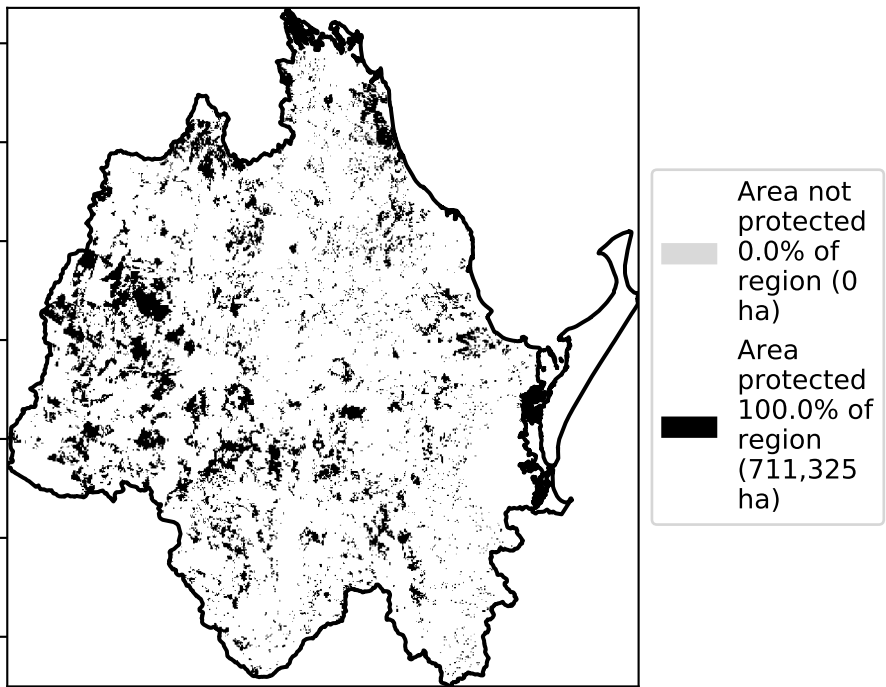 Area not
protected
0.0% of
region (0
ha)
Area
protected
100.0% of
region
(711,325
ha)